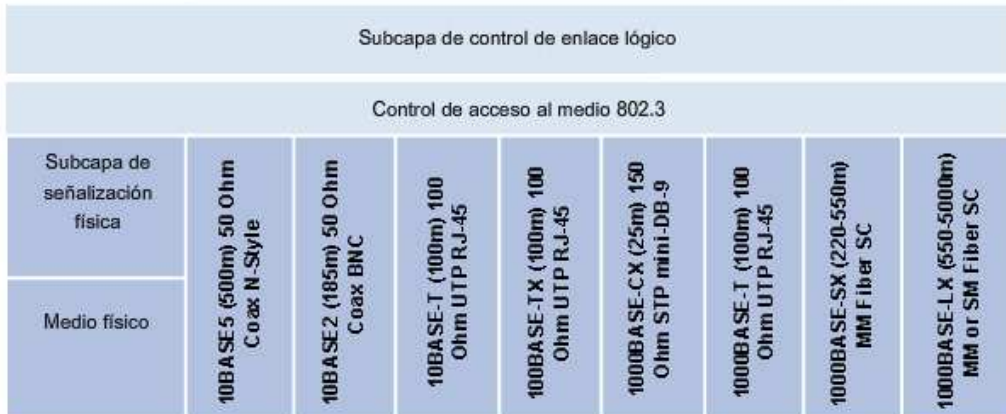 Subcapa de control de enlace lógico
Control de acceso al medio 802.3
Subcapa de
señalización
física
Medio físico
10BASE5 (500m) 50 Ohm
Coax N-Style
10BASE2 (185m) 50 Ohm
Coax BNC
10BASE-T (100m) 100
Ohm UTP RJ-45
100BASE-TX (100m) 100
Ohm UTP RJ-45
1000BASE-CX (25m) 150
Ohm STP mini-DB-9
1000BASE-T (100m) 100
Ohm UTP RJ-45
1000BASE-SX (220-550m)
MM Fiber SC
1000BASE-LX (550-5000m)
MM or SM Fiber SC